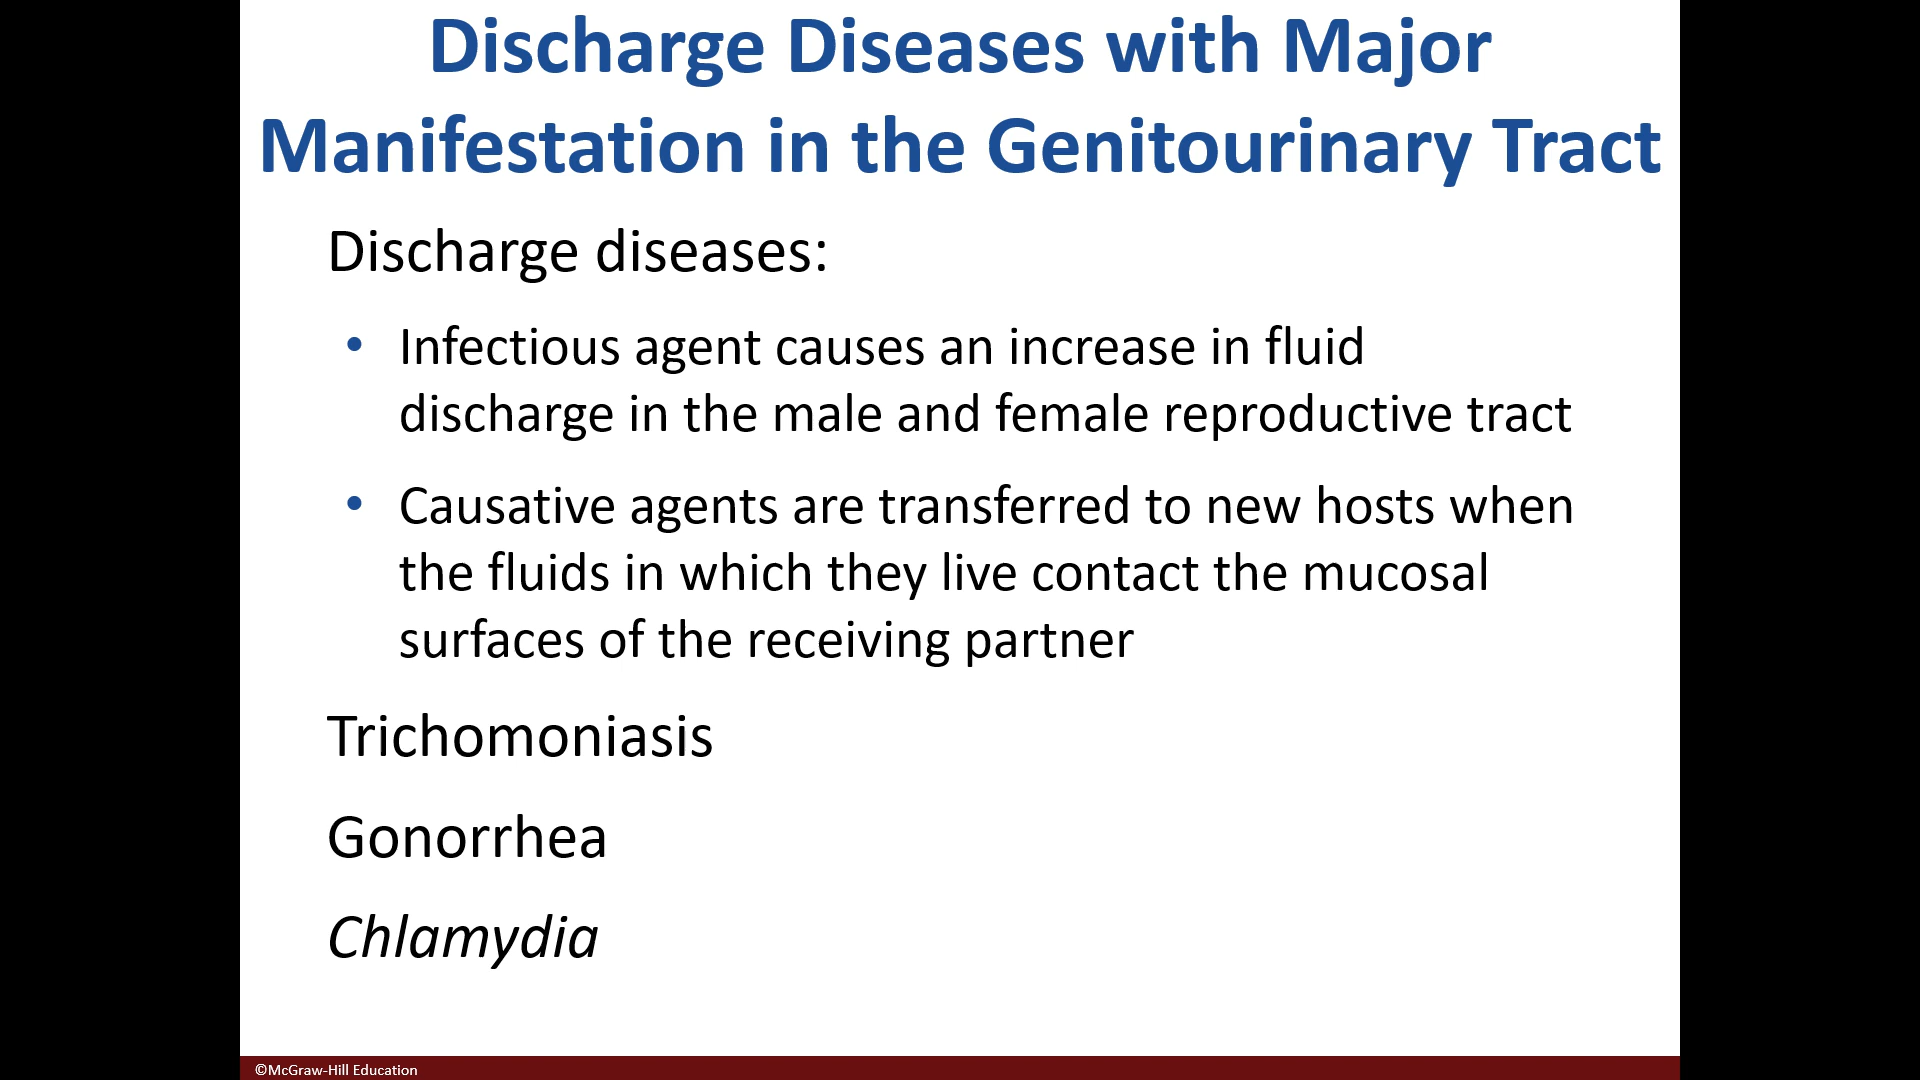 Discharge Diseases with Major
Manifestation in the Genitourinary Tract
Discharge diseases:
• Infectious agent causes an increase in fluid
discharge in the male and female reproductive tract
• Causative agents are transferred to new hosts when
the fluids in which they live contact the mucosal
surfaces of the receiving partner
Trichomoniasis
Gonorrhea
Chlamydia
©McGraw-Hill Education